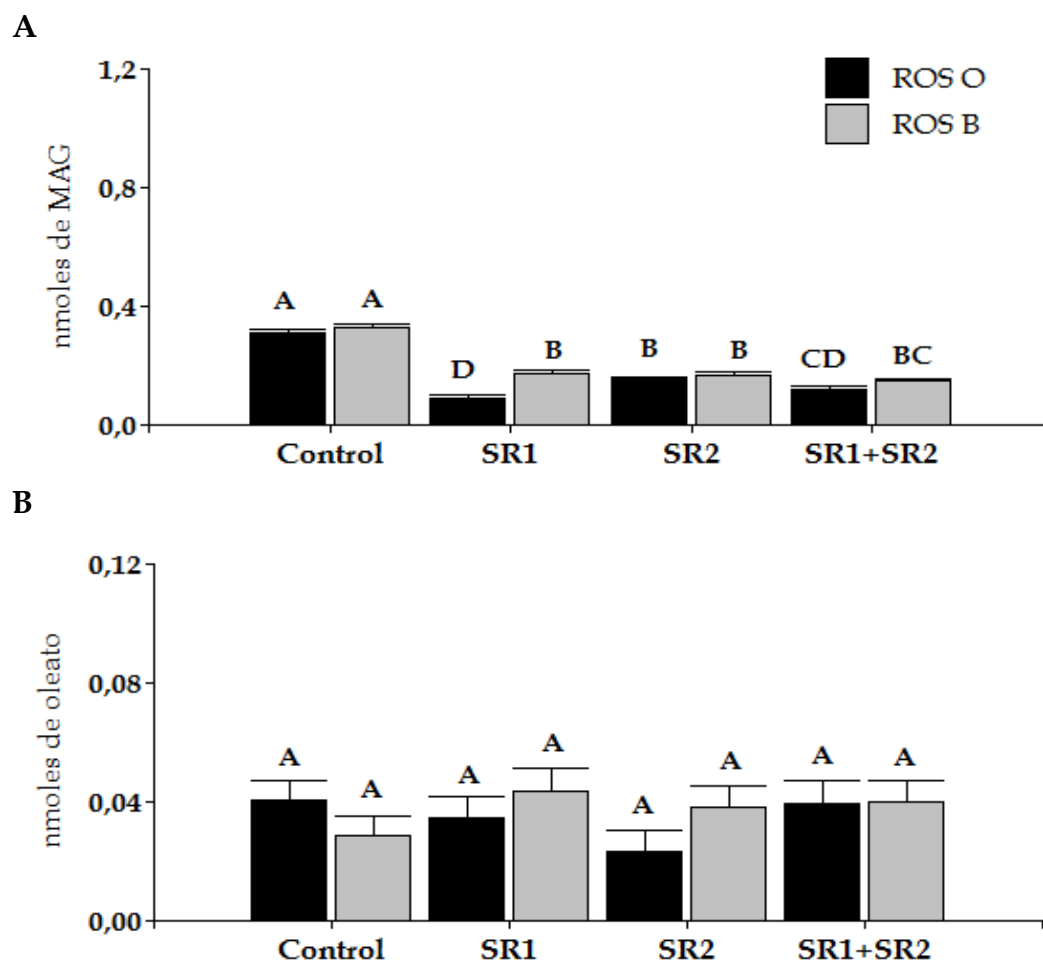 A
1,2
ROS O
ROS B
0,8
nmoles de MAG
0,4
A A D B B B CD BC
0,0
Control SR1 SR2 SR1+SR2
B
0,12
0,08
nmoles de oleato
A A A A A A A A
0,04
0,00
Control SR1 SR2 SR1+SR2